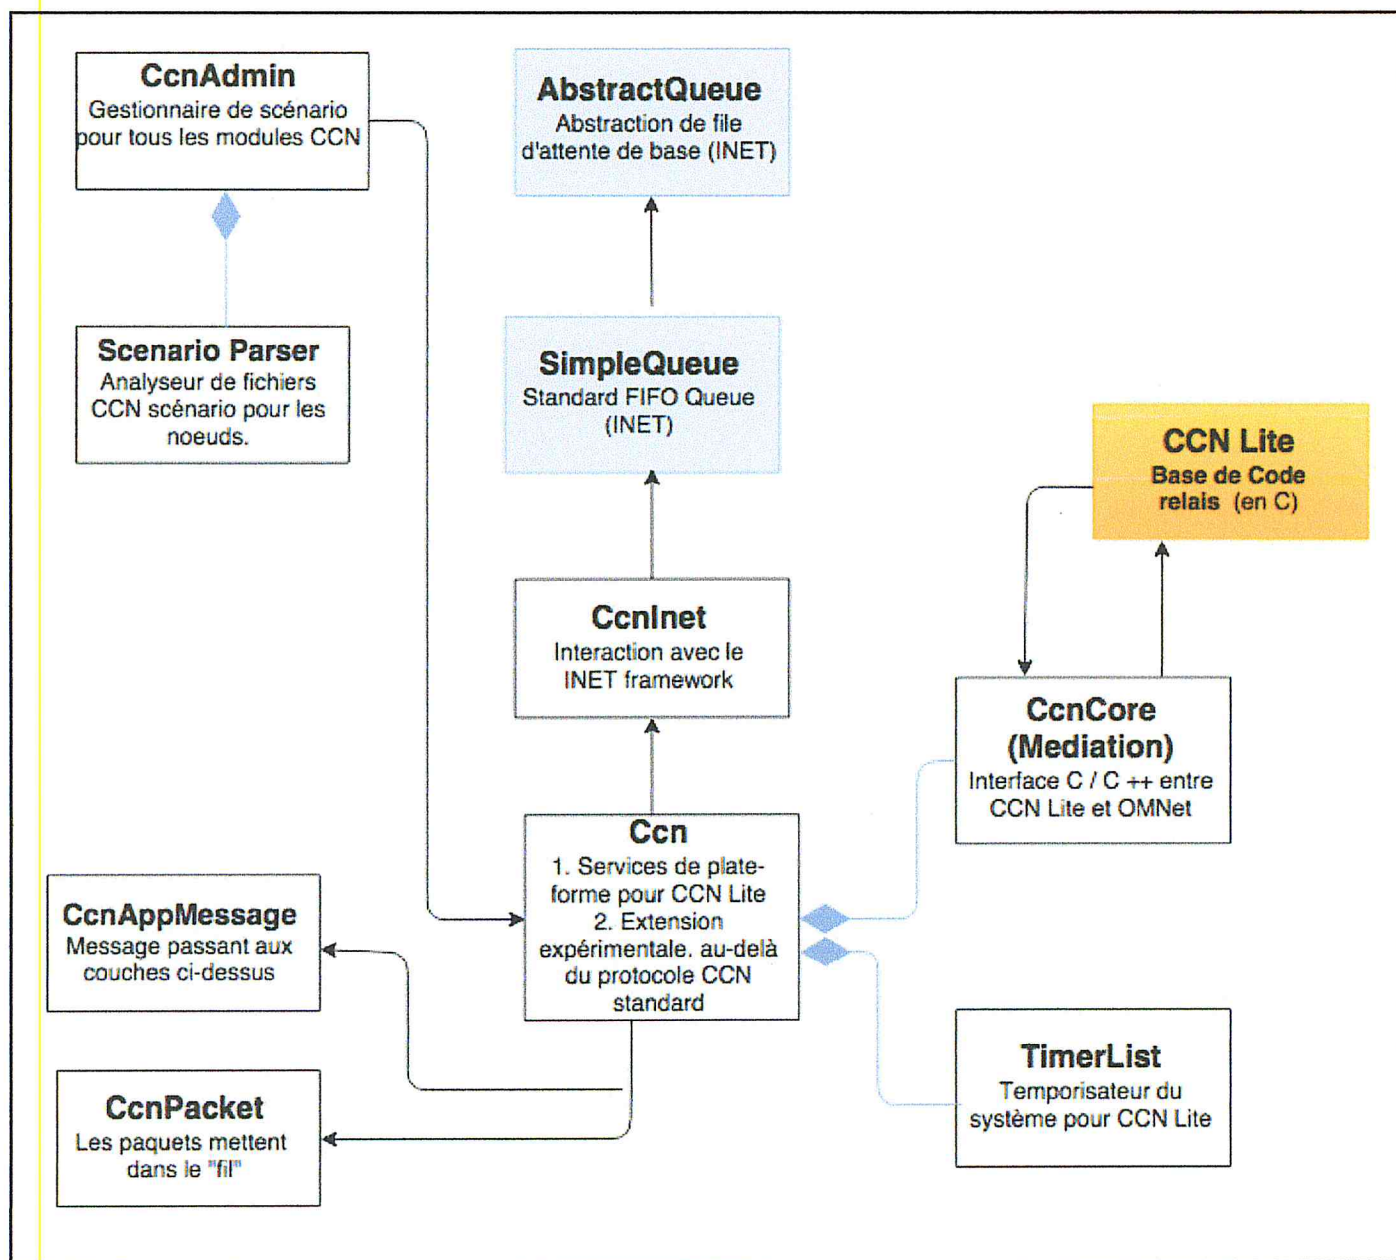 CcnAdmin
Gestionnaire de scénario
pour tous les modules CCN
AbstractQueue
Abstraction de file
d'attente de base (INET)
Scenario Parser
Analyseur de fichiers
CCN scénario pour les
noeuds.
SimpleQueue
Standard FIFO Queue
(INET)
CCN Lite
Base de Code
relais (en C)
CcnInet
Interaction avec le
INET framework
CcnCore
(Mediation)
Interface C / C ++ entre
CCN Lite et OMNet
Ccn
1. Services de plate-
forme pour CCN Lite
2. Extension
expérimentale. au-delà
du protocole CCN
standard
CcnAppMessage
Message passant aux
couches ci-dessus
TimerList
Temporisateur du
système pour CCN Lite
CcnPacket
Les paquets mettent
dans le "fil"